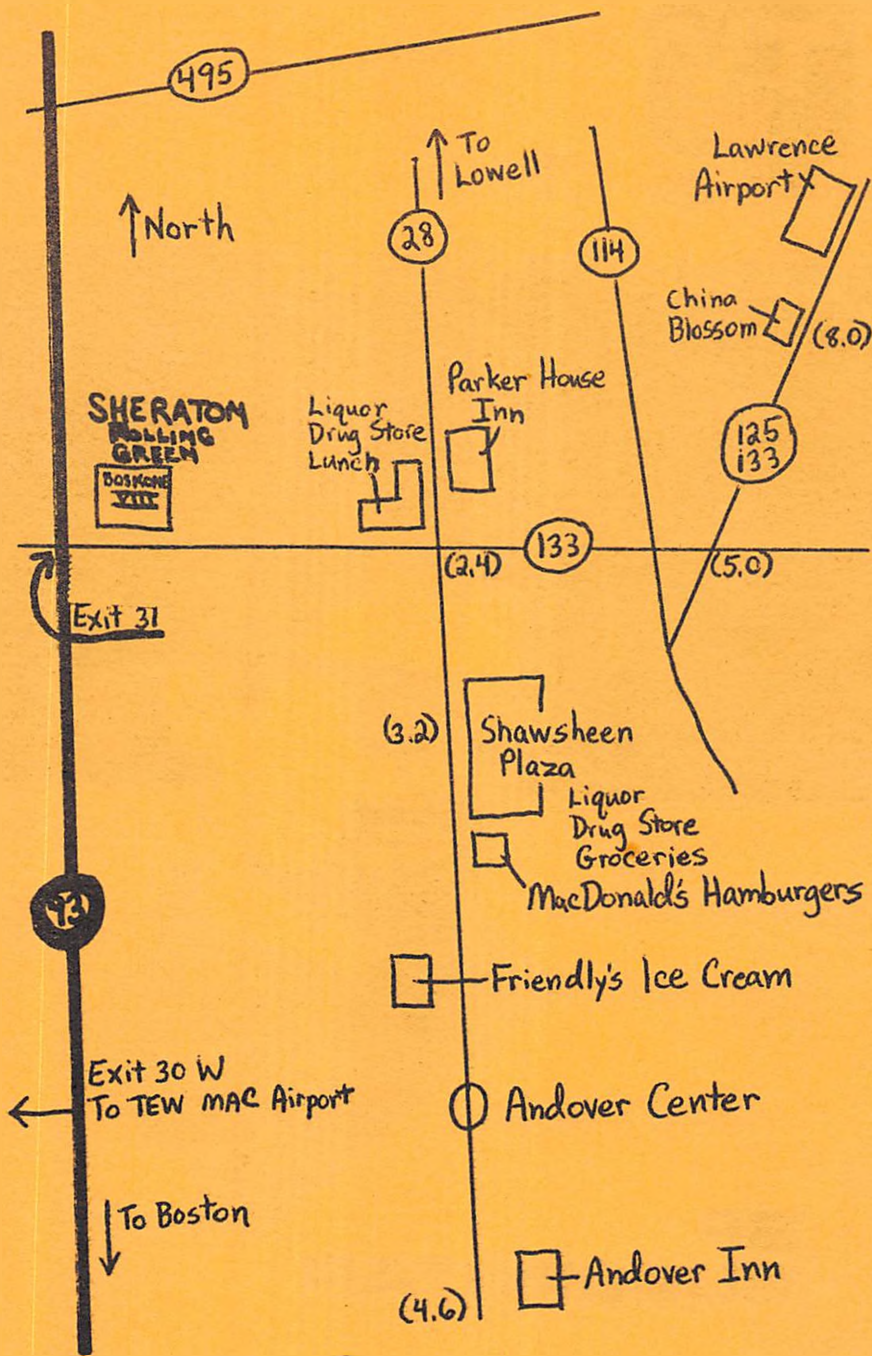 495
To
Lowell
Lawrence
Airport
North
28
114
China
Blossom
(8.0)
SHERATOM
ROLLING
GREEN
BOSKONE
VIII
Liquor
Drug Store
Lunch
Parker House
Inn
125
133
133
(2.4)
(5.0)
Exit 31
(3.2)
Shawsheen
Plaza
Liquor
Drug Store
Groceries
MacDonald's Hamburgers
93
Friendly's Ice Cream
Exit 30 W
To TEW MAC Airport
Andover Center
To Boston
Andover Inn
(4.6)